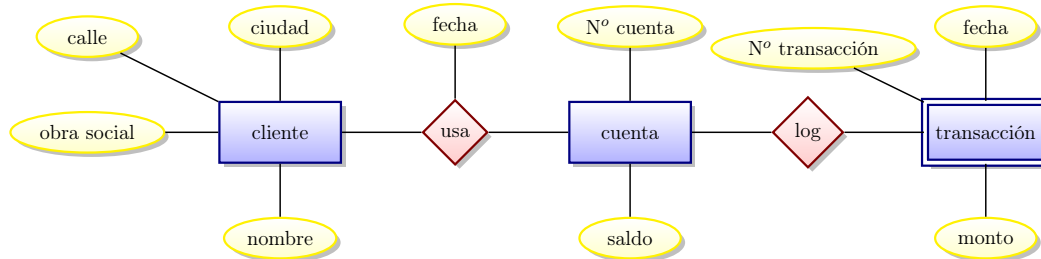 ciudad
fecha
Nº cuenta
fecha
calle
Nº transacción
obra social
cliente
usa
cuenta
log
transacción
nombre
saldo
monto